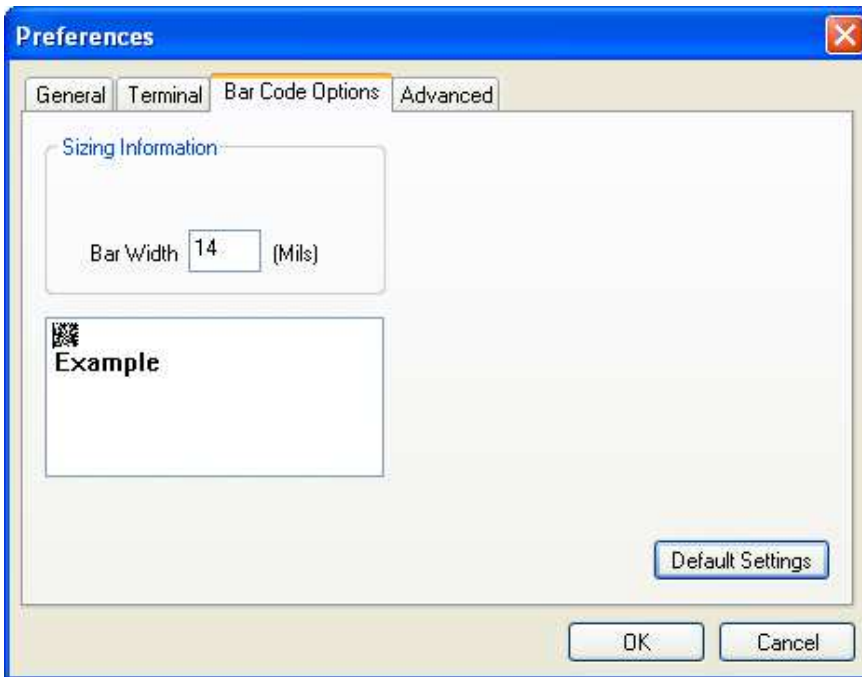 Preferences
General Terminal Bar Code Options Advanced
Sizing Information
Bar Width 14 (Mils)
Example
Default Settings
OK Cancel